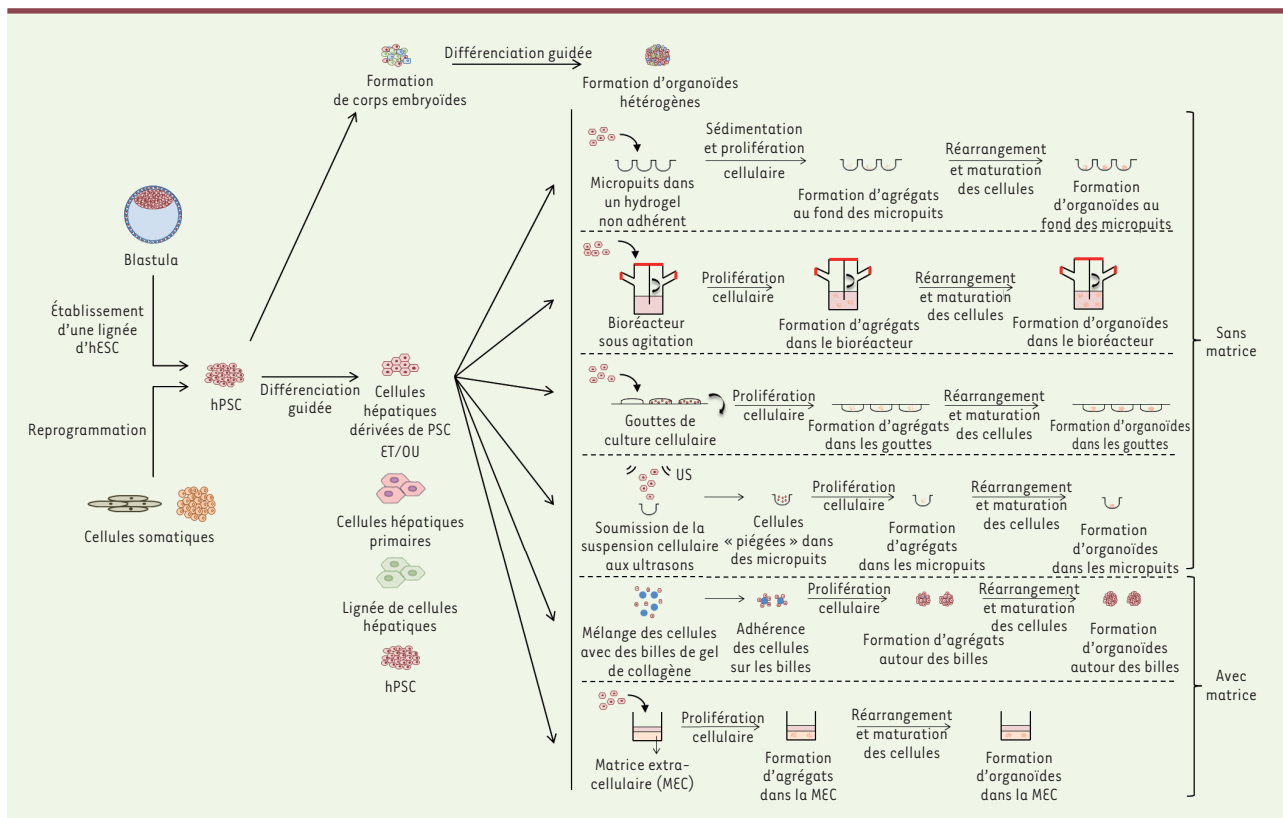 Différenciation guidée
Formation
de corps embryoïdes
Formation d'organoïdes
hétérogènes
Blastula
Établissement
d'une lignée
d'hESC
hPSC
Reprogrammation
Cellules somatiques
Différenciation
guidée
Cellules
hépatiques
dérivées de PSC
ET/OU
Cellules hépatiques
primaires
Lignée de cellules
hépatiques
hPSC
Micropuits dans
un hydrogel
non adhérent
Sédimentation
et prolifération
cellulaire
Formation d'agrégats
au fond des micropuits
Réarrangement
et maturation
des cellules
Formation
d'organoïdes au
fond des micropuits
Bioréacteur
sous agitation
Prolifération
cellulaire
Formation d'agrégats
dans le bioréacteur
Réarrangement
et maturation
des cellules
Formation d'organoïdes
dans le bioréacteur
Gouttes de
culture cellulaire
Prolifération
cellulaire
Formation d'agrégats
dans les gouttes
Réarrangement
et maturation
des cellules
Formation d'organoïdes
dans les gouttes
US
Soumission de la
suspension cellulaire
aux ultrasons
Cellules
« piégées » dans
des micropuits
Prolifération
cellulaire
Formation
d'agrégats
dans les micropuits
Réarrangement
et maturation
des cellules
Formation
d'organoïdes
dans les micropuits
Sans
matrice
Mélange des cellules
avec des billes de gel
de collagène
Adhérence
des cellules
sur les billes
Prolifération
cellulaire
Formation d'agrégats
autour des billes
Réarrangement
et maturation
des cellules
Formation
d'organoïdes
autour des billes
Matrice extra-
cellulaire (MEC)
Prolifération
cellulaire
Formation
d'agrégats
dans la MEC
Réarrangement
et maturation
des cellules
Formation
d'organoïdes
dans la MEC
Avec
matrice